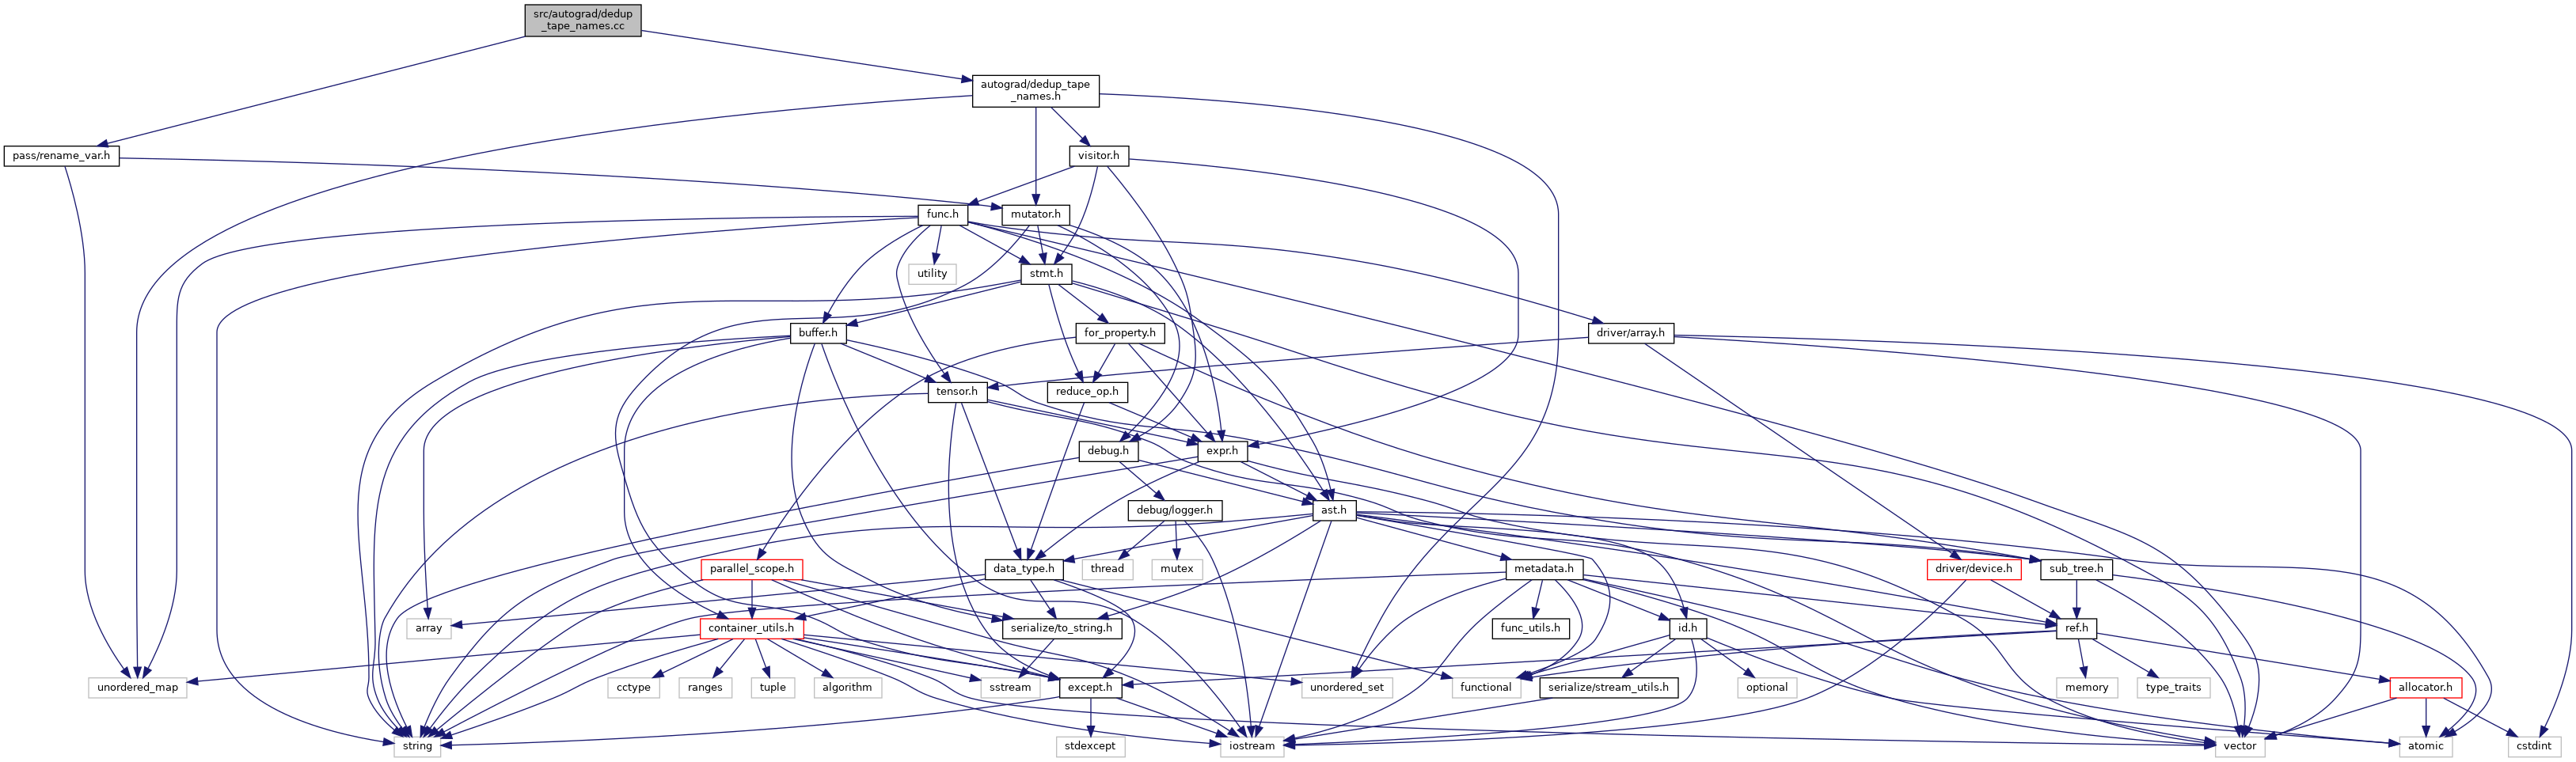 src/autograd/dedup
_tape_names.cc
autograd/dedup_tape
_names.h
pass/rename_var.h
visitor.h
func.h
mutator.h
utility
stmt.h
buffer.h
for_property.h
driver/array.h
tensor.h
reduce_op.h
debug.h
expr.h
debug/logger.h
ast.h
parallel_scope.h
data_type.h
thread
mutex
metadata.h
driver/device.h
sub_tree.h
array
container_utils.h
serialize/to_string.h
func_utils.h
id.h
ref.h
unordered_map
cctype
ranges
tuple
algorithm
sstream
except.h
unordered_set
functional
serialize/stream_utils.h
optional
memory
type_traits
allocator.h
string
stdexcept
iostream
vector
atomic
cstdint